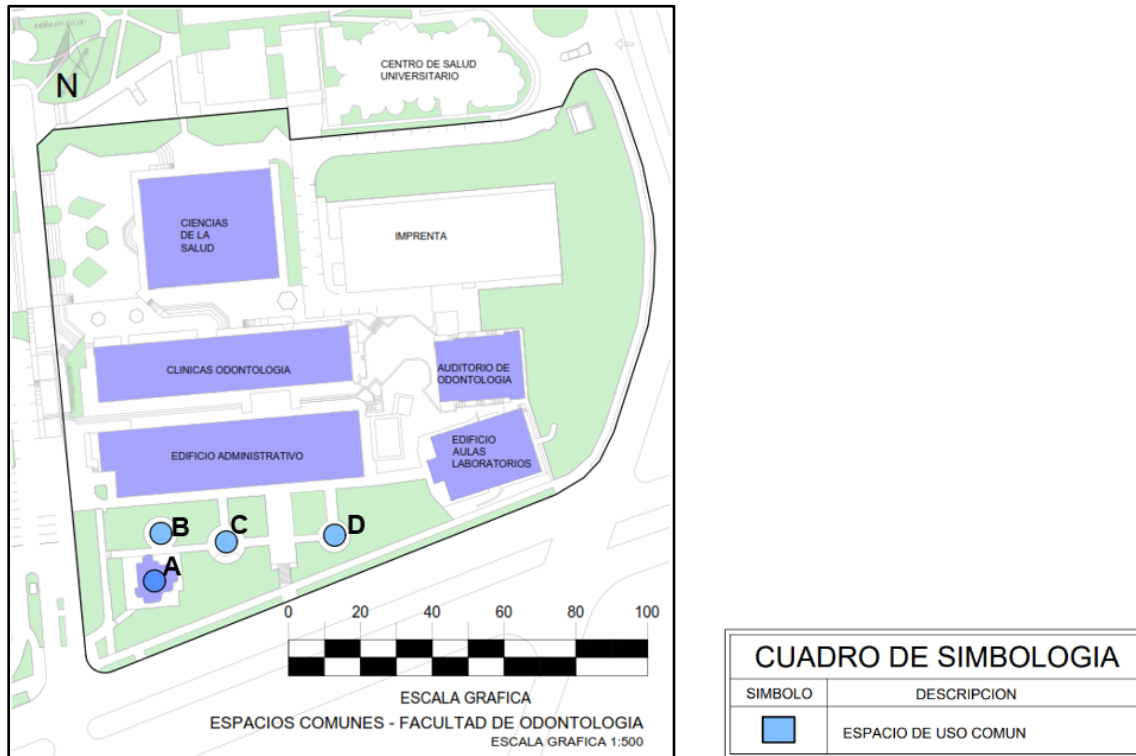 CENTRO DE SALUD
UNIVERSITARIO
N
CIENCIAS
DE LA
SALUD
IMPRENTA
CLINICAS ODONTOLOGIA
AUDITORIO DE
ODONTOLOGIA
EDIFICIO ADMINISTRATIVO
EDIFICIO
AULAS
LABORATORIOS
B
C
D
A
0 20 40 60 80 100
ESCALA GRAFICA
ESPACIOS COMUNES - FACULTAD DE ODONTOLOGIA
ESCALA GRAFICA 1:500
CUADRO DE SIMBOLOGIA
SIMBOLO DESCRIPCION
ESPACIO DE USO COMUN